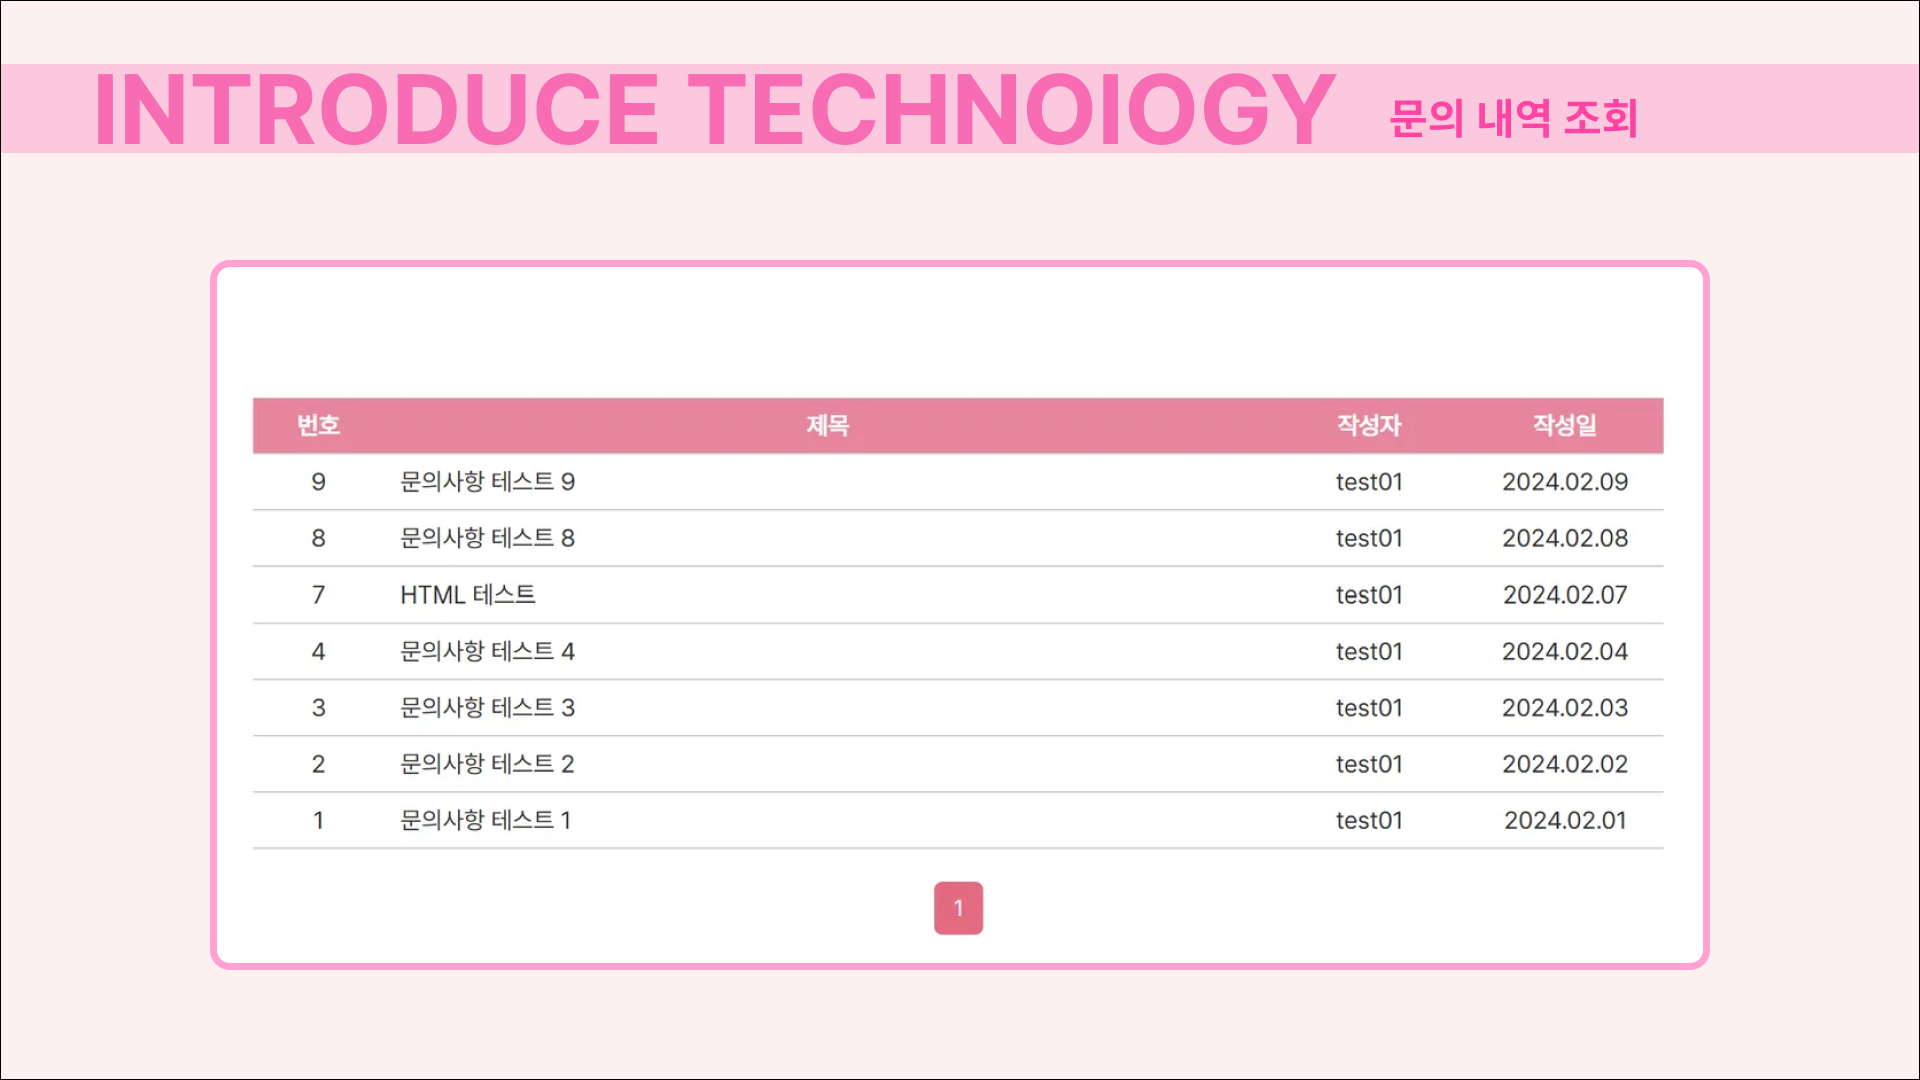 INTRODUCE TECHNOIOGY 문의 내역 조회
번호 제목 작성자 작성일
9 문의사항 테스트 9 test01 2024.02.09
8 문의사항 테스트 8 test01 2024.02.08
7 HTML 테스트 test01 2024.02.07
4 문의사항 테스트 4 test01 2024.02.04
3 문의사항 테스트 3 test01 2024.02.03
2 문의사항 테스트 2 test01 2024.02.02
1 문의사항 테스트 1 test01 2024.02.01
1